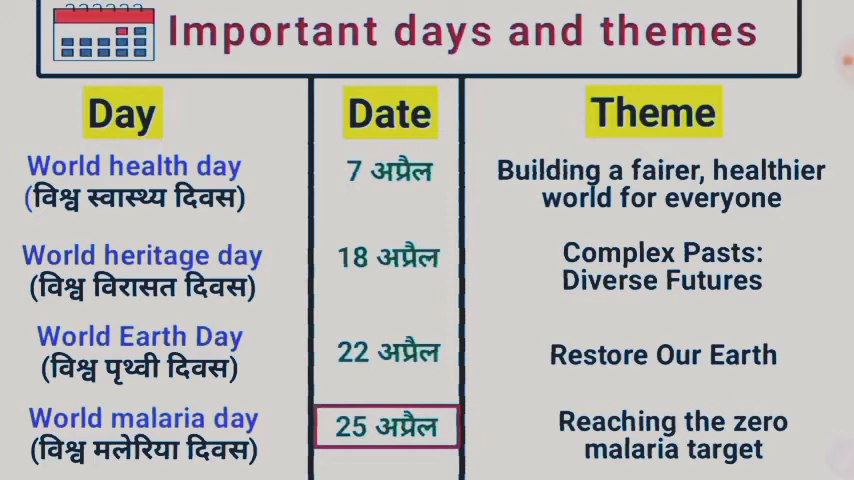 Important days and themes
Day
Date
Theme
World health day
(विश्व स्वास्थ्य दिवस)
7 अप्रैल
Building a fairer, healthier
world for everyone
World heritage day
(विश्व विरासत दिवस)
18 अप्रैल
Complex Pasts:
Diverse Futures
World Earth Day
(विश्व पृथ्वी दिवस)
22 अप्रैल
Restore Our Earth
World malaria day
(विश्व मलेरिया दिवस)
25 अप्रैल
Reaching the zero
malaria target